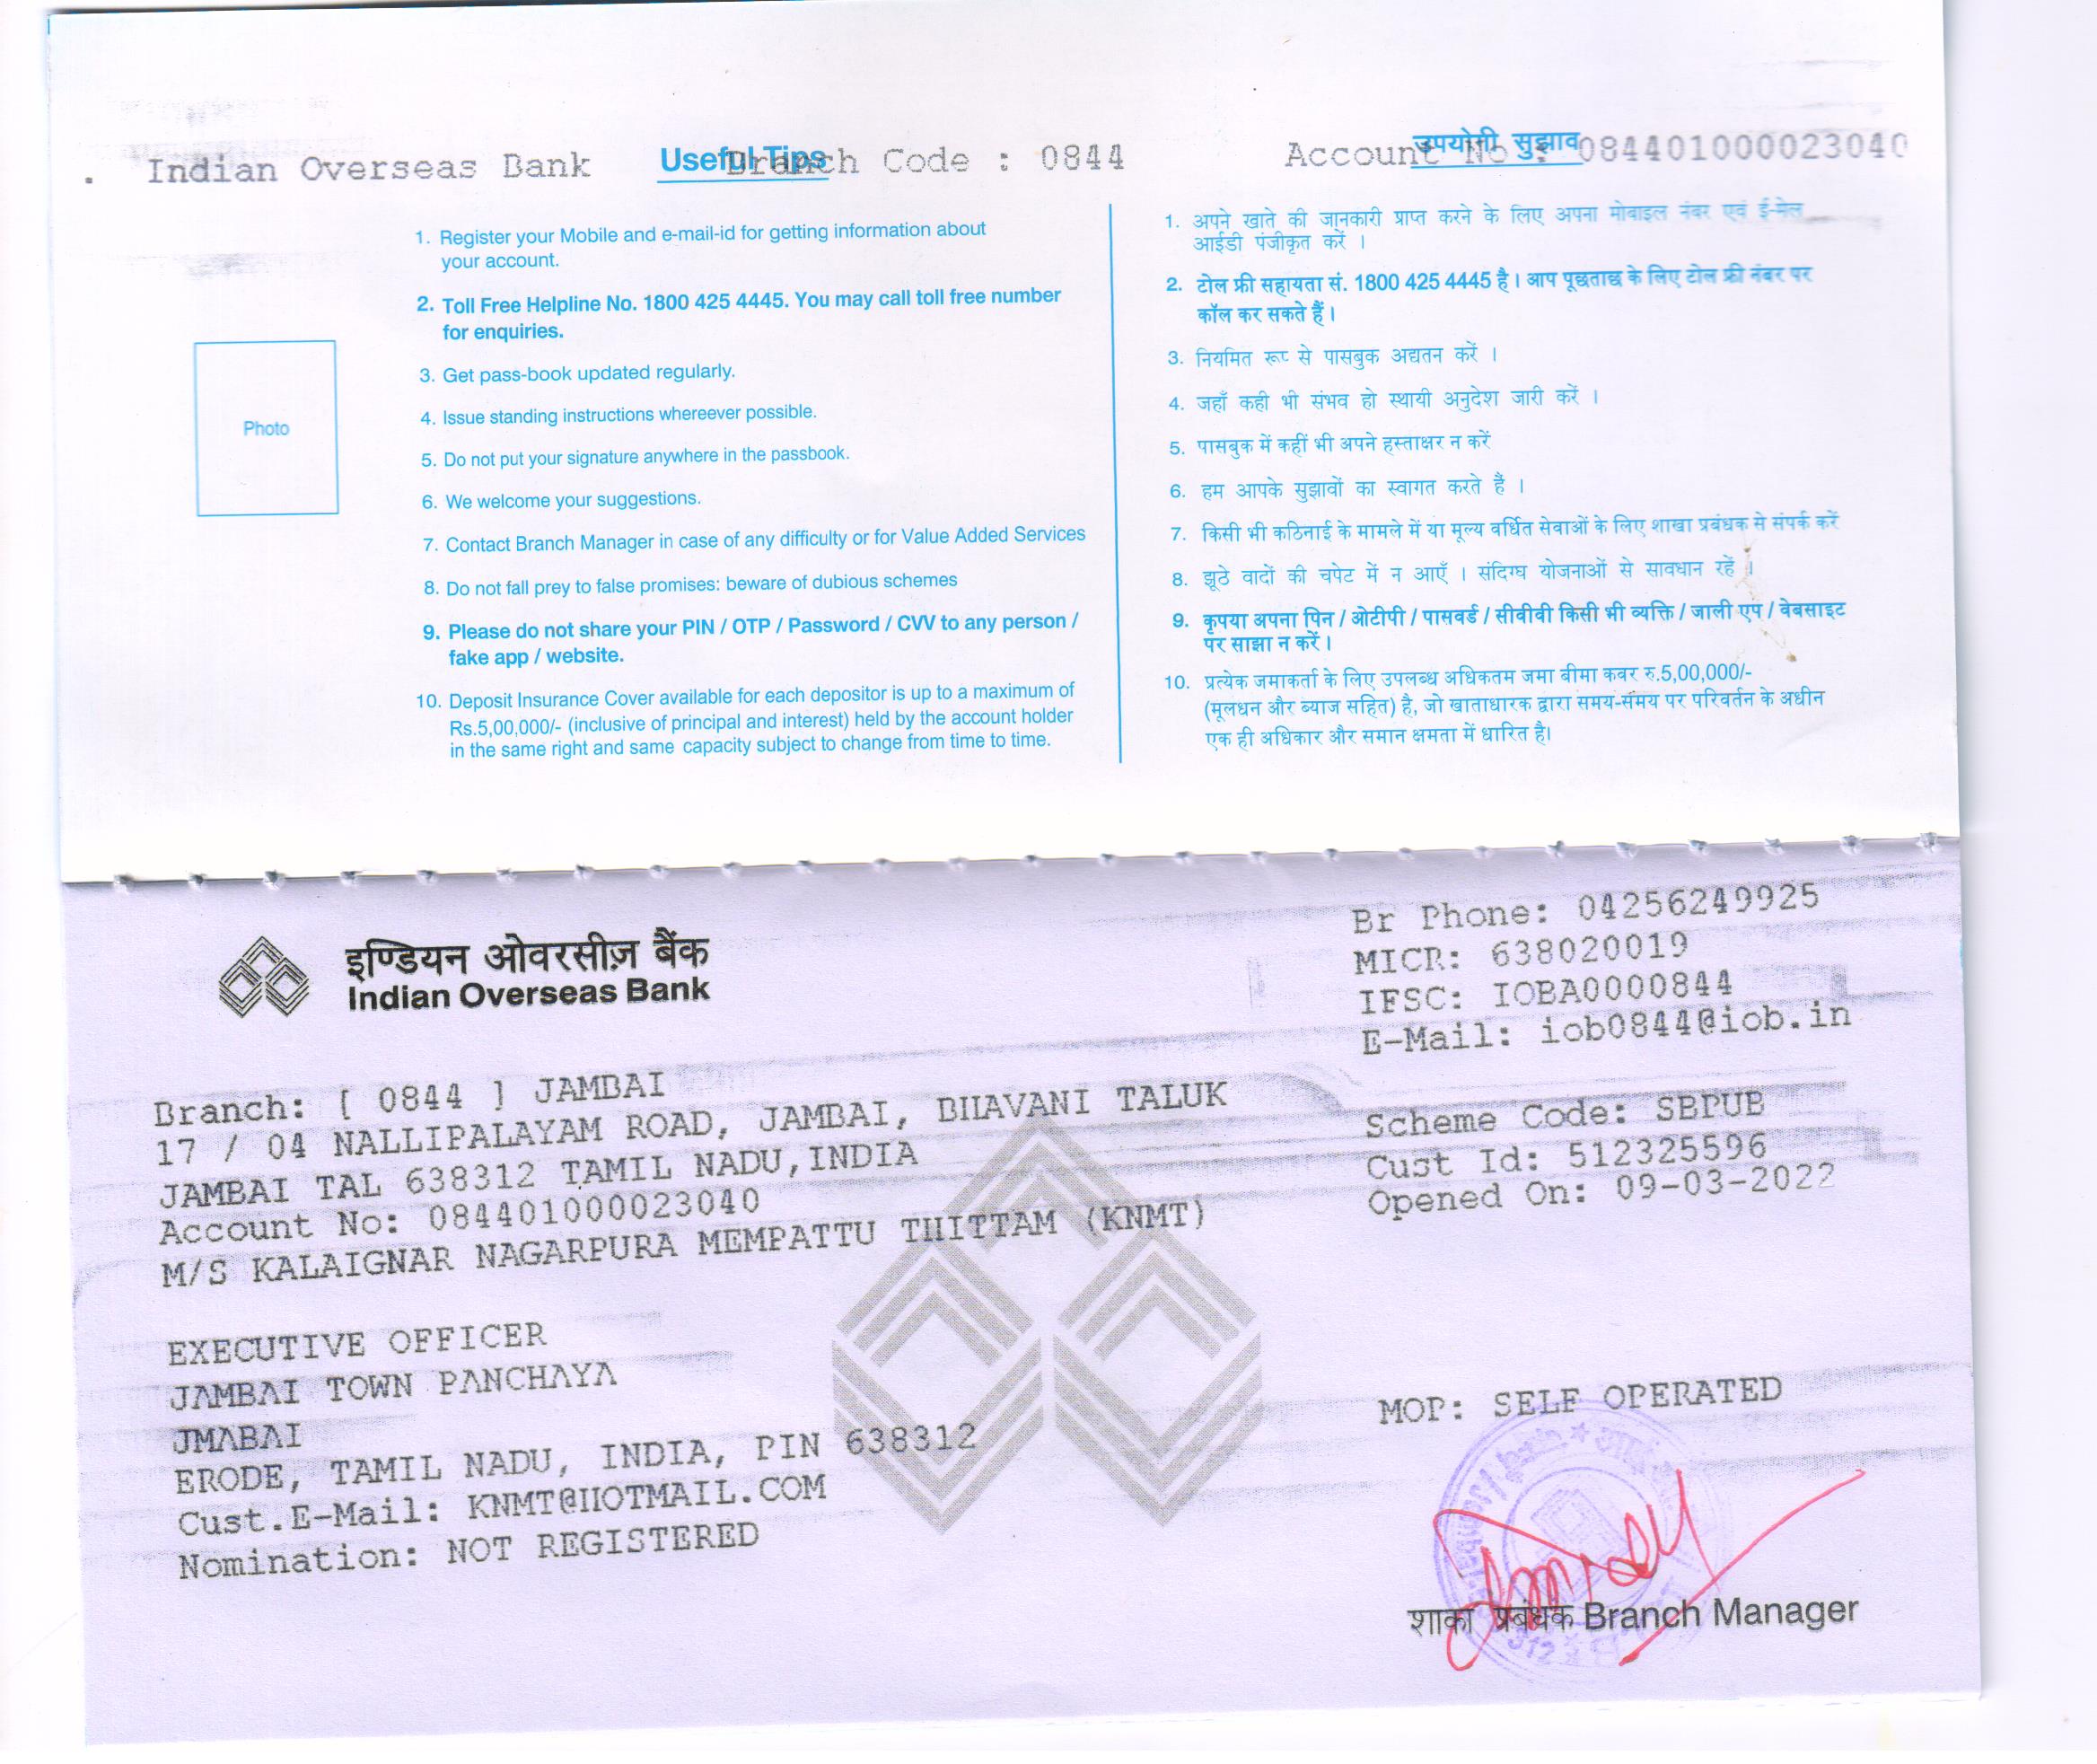 Indian Overseas Bank Branch Code : 0844 Account No : 084401000023040
Useful Tips
1. Register your Mobile and e-mail-id for getting information about
your account.
2. Toll Free Helpline No. 1800 425 4445. You may call toll free number
for enquiries.
3. Get pass-book updated regularly.
4. Issue standing instructions whereever possible.
5. Do not put your signature anywhere in the passbook.
6. We welcome your suggestions.
7. Contact Branch Manager in case of any difficulty or for Value Added Services
8. Do not fall prey to false promises: beware of dubious schemes
9. Please do not share your PIN / OTP / Password / CVV to any person /
fake app / website.
10. Deposit Insurance Cover available for each depositor is up to a maximum of
Rs.5,00,000/- (inclusive of principal and interest) held by the account holder
in the same right and same capacity subject to change from time to time.
उपयोगी सुझाव
1. अपने खाते की जानकारी प्राप्त करने के लिए अपना मोबाइल नंबर एवं ई-मेल
आईडी पंजीकृत करें ।
2. टोल फ्री सहायता सं. 1800 425 4445 है। आप पूछताछ के लिए टोल फ्री नंबर पर
कॉल कर सकते हैं।
3. नियमित रूप से पासबुक अद्यतन करें ।
4. जहाँ कही भी संभव हो स्थायी अनुदेश जारी करें ।
5. पासबुक में कहीं भी अपने हस्ताक्षर न करें
6. हम आपके सुझावों का स्वागत करते हैं ।
7. किसी भी कठिनाई के मामले में या मूल्य वर्धित सेवाओं के लिए शाखा प्रबंधक से संपर्क करें
8. झूठे वादों की चपेट में न आएँ । संदिग्ध योजनाओं से सावधान रहें ।
9. कृपया अपना पिन / ओटीपी / पासवर्ड / सीवीवी किसी भी व्यक्ति / जाली एप / वेबसाइट
पर साझा न करें।
10. प्रत्येक जमाकर्ता के लिए उपलब्ध अधिकतम जमा बीमा कवर रु.5,00,000/-
(मूलधन और ब्याज सहित) है, जो खाताधारक द्वारा समय-समय पर परिवर्तन के अधीन
एक ही अधिकार और समान क्षमता में धारित है।
Photo
इण्डियन ओवरसीज़ बैंक
Indian Overseas Bank
Br Phone: 04256249925
MICR: 638020019
IFSC: IOBA0000844
E-Mail: iob0844@iob.in
Branch: [ 0844 ] JAMBAI
17 / 04 NALLIPALAYAM ROAD, JAMBAI, BHAVANI TALUK
JAMBAI TAL 638312 TAMIL NADU,INDIA
Account No: 084401000023040
M/S KALAIGNAR NAGARPURA MEMPATTU THITTAM (KNMT)
Scheme Code: SBPUB
Cust Id: 512325596
Opened On: 09-03-2022
EXECUTIVE OFFICER
JAMBAI TOWN PANCHAYA
JMABAI
ERODE, TAMIL NADU, INDIA, PIN 638312
Cust.E-Mail: KNMT@HOTMAIL.COM
Nomination: NOT REGISTERED
MOP: SELF OPERATED
शाखा प्रबंधक Branch Manager